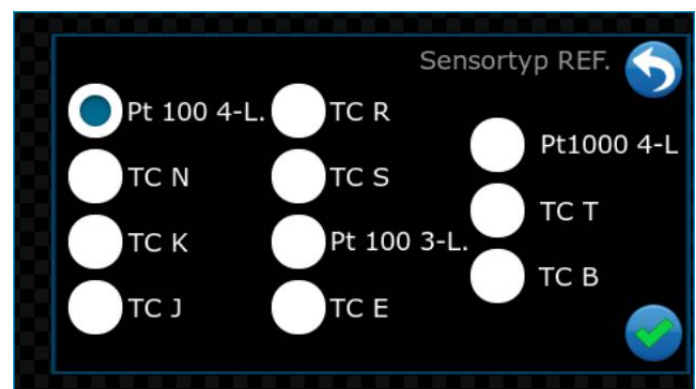 Sensortyp REF.
Pt 100 4-L.
TC N
TC K
TC J
TC R
TC S
Pt 100 3-L.
TC E
Pt1000 4-L
TC T
TC B